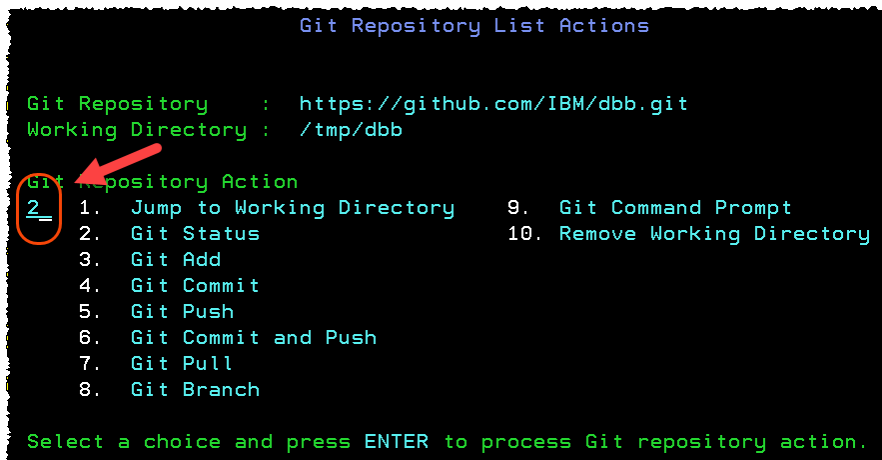 Git Repository List Actions
Git Repository    :  https://github.com/IBM/dbb.git
Working Directory :  /tmp/dbb
Git Repository Action
2_  1.  Jump to Working Directory    9.  Git Command Prompt
2.  Git Status                   10. Remove Working Directory
3.  Git Add
4.  Git Commit
5.  Git Push
6.  Git Commit and Push
7.  Git Pull
8.  Git Branch
Select a choice and press ENTER to process Git repository action.